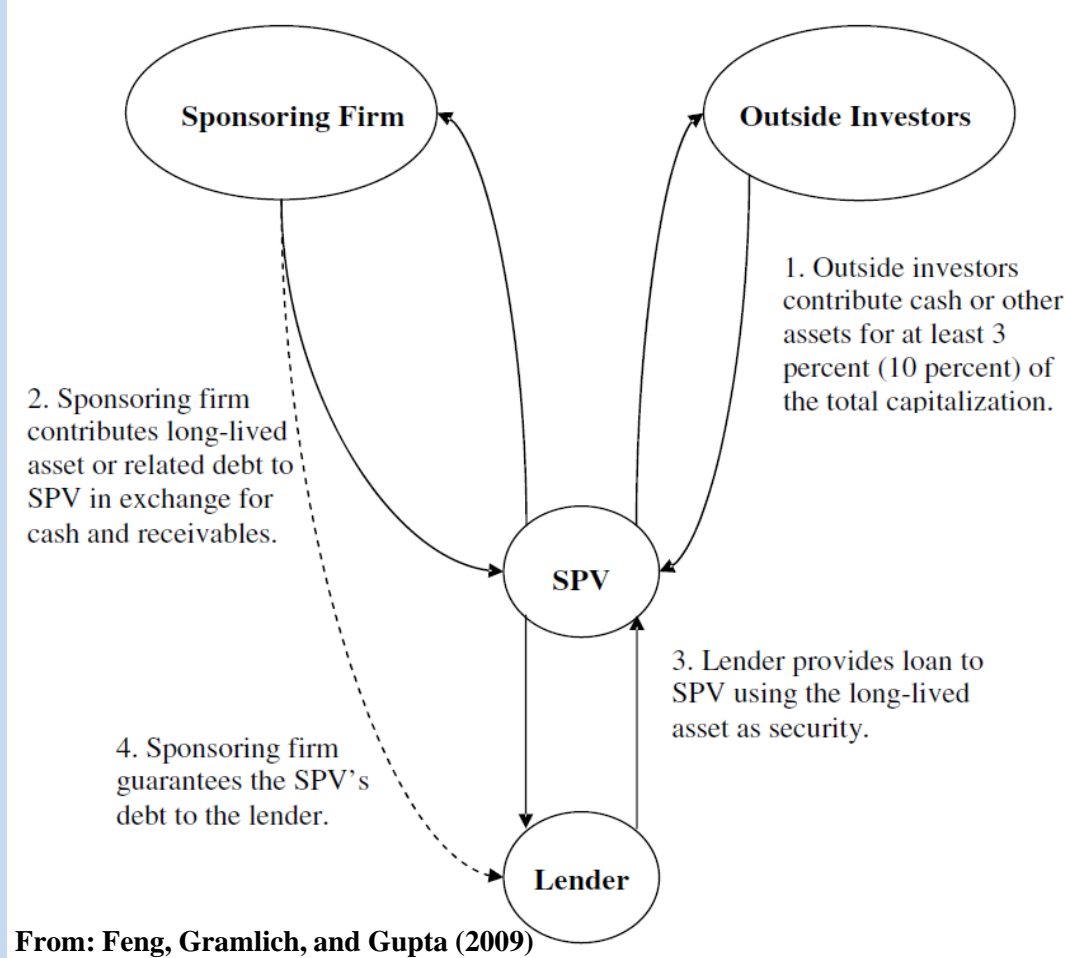 Sponsoring Firm
Outside Investors
1. Outside investors
contribute cash or other
assets for at least 3
percent (10 percent) of
the total capitalization.
2. Sponsoring firm
contributes long-lived
asset or related debt to
SPV in exchange for
cash and receivables.
SPV
3. Lender provides loan to
SPV using the long-lived
asset as security.
4. Sponsoring firm
guarantees the SPV’s
debt to the lender.
Lender
From: Feng, Gramlich, and Gupta (2009)